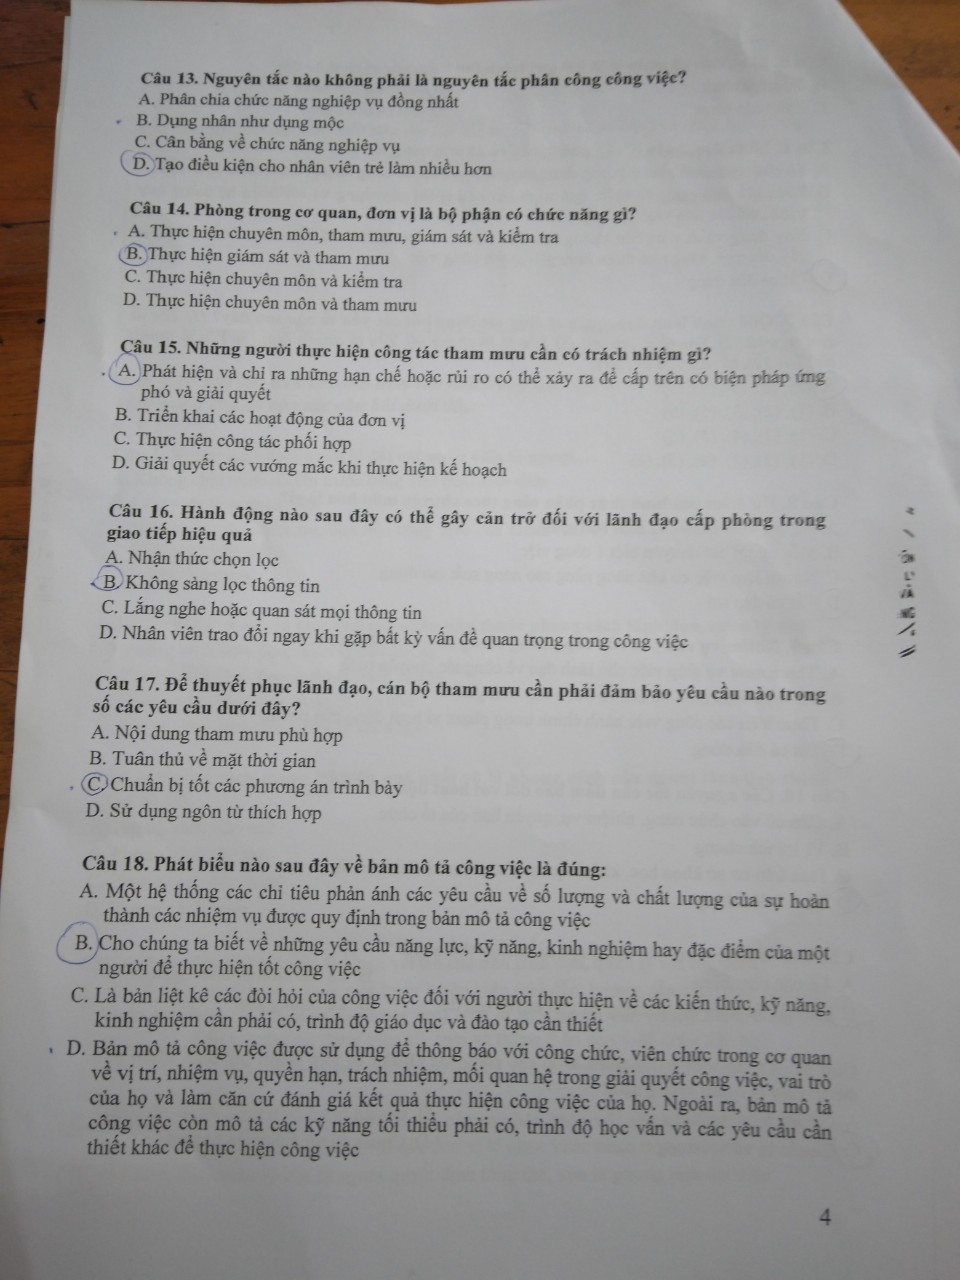 Câu 13. Nguyên tắc nào không phải là nguyên tắc phân công công việc?
A. Phân chia chức năng nghiệp vụ đồng nhất
B. Dụng nhân như dụng mộc
C. Cân bằng về chức năng nghiệp vụ
D. Tạo điều kiện cho nhân viên trẻ làm nhiều hơn
Câu 14. Phòng trong cơ quan, đơn vị là bộ phận có chức năng gì?
A. Thực hiện chuyên môn, tham mưu, giám sát và kiểm tra
B. Thực hiện giám sát và tham mưu
C. Thực hiện chuyên môn và kiểm tra
D. Thực hiện chuyên môn và tham mưu
Câu 15. Những người thực hiện công tác tham mưu cần có trách nhiệm gì?
A. Phát hiện và chỉ ra những hạn chế hoặc rủi ro có thể xảy ra để cấp trên có biện pháp ứng
phó và giải quyết
B. Triển khai các hoạt động của đơn vị
C. Thực hiện công tác phối hợp
D. Giải quyết các vướng mắc khi thực hiện kế hoạch
Câu 16. Hành động nào sau đây có thể gây cản trở đối với lãnh đạo cấp phòng trong
giao tiếp hiệu quả
A. Nhận thức chọn lọc
B. Không sàng lọc thông tin
C. Lắng nghe hoặc quan sát mọi thông tin
D. Nhân viên trao đổi ngay khi gặp bất kỳ vấn đề quan trọng trong công việc
Câu 17. Để thuyết phục lãnh đạo, cán bộ tham mưu cần phải đảm bảo yêu cầu nào trong
số các yêu cầu dưới đây?
A. Nội dung tham mưu phù hợp
B. Tuân thủ về mặt thời gian
C. Chuẩn bị tốt các phương án trình bày
D. Sử dụng ngôn từ thích hợp
Câu 18. Phát biểu nào sau đây về bản mô tả công việc là đúng:
A. Một hệ thống các chỉ tiêu phản ánh các yêu cầu về số lượng và chất lượng của sự hoàn
thành các nhiệm vụ được quy định trong bản mô tả công việc
B. Cho chúng ta biết về những yêu cầu năng lực, kỹ năng, kinh nghiệm hay đặc điểm của một
người để thực hiện tốt công việc
C. Là bản liệt kê các đòi hỏi của công việc đối với người thực hiện về các kiến thức, kỹ năng,
kinh nghiệm cần phải có, trình độ giáo dục và đào tạo cần thiết
D. Bản mô tả công việc được sử dụng để thông báo với công chức, viên chức trong cơ quan
về vị trí, nhiệm vụ, quyền hạn, trách nhiệm, mối quan hệ trong giải quyết công việc, vai trò
của họ và làm căn cứ đánh giá kết quả thực hiện công việc của họ. Ngoài ra, bản mô tả
công việc còn mô tả các kỹ năng tối thiểu phải có, trình độ học vấn và các yêu cầu cần
thiết khác để thực hiện công việc
4